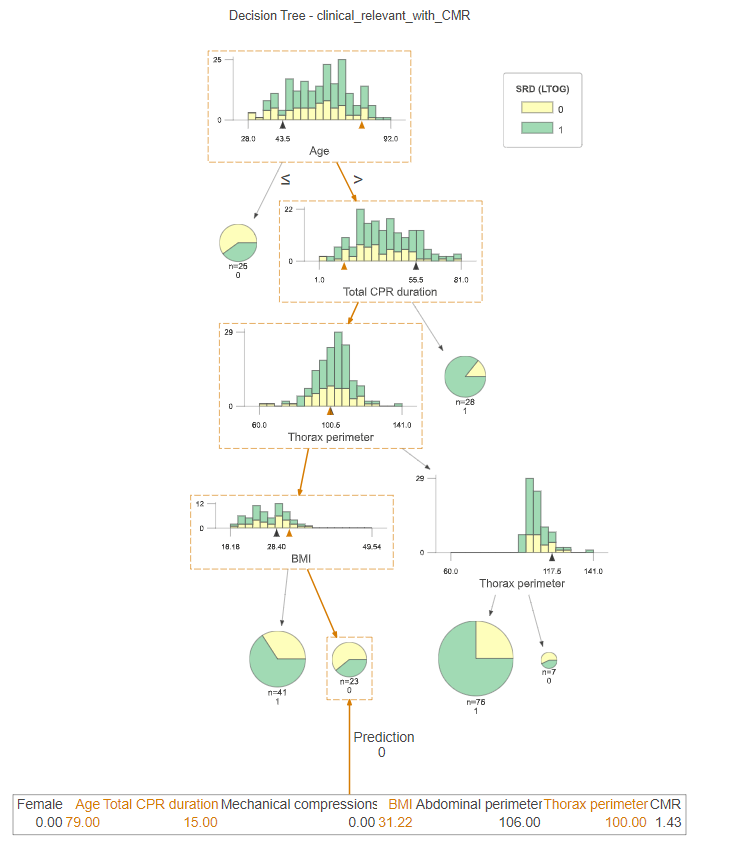 Decision Tree - clinical_relevant_with_CMR
SRD (LTOG)
0
1
25
0
28.0 43.5 92.0
Age
≤ >
n=25
0
22
0
1.0 55.5 81.0
Total CPR duration
29
0
60.0 100.5 141.0
Thorax perimeter
n=28
1
12
0
18.18 28.40 49.54
BMI
29
0
60.0 117.5 141.0
Thorax perimeter
n=41
1
n=23
0
n=76
1
n=7
0
Prediction
0
Female Age Total CPR duration Mechanical compressions BMI Abdominal perimeter Thorax perimeter CMR
0.00 79.00 15.00 0.00 31.22 106.00 100.00 1.43